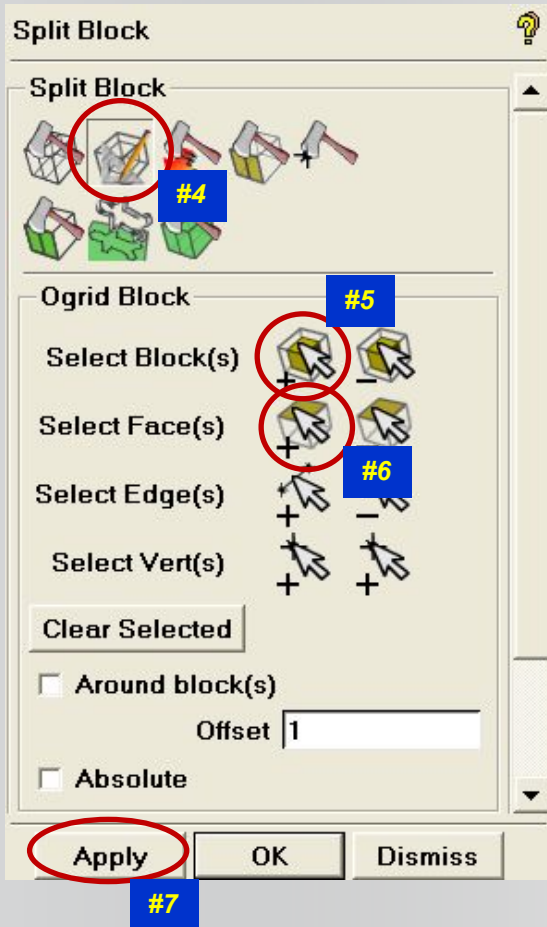 Split Block
Split Block
#4
Ogrid Block
#5
Select Block(s)
Select Face(s)
#6
Select Edge(s)
Select Vert(s)
Clear Selected
Around block(s)
Offset 1
Absolute
Apply OK Dismiss
#7